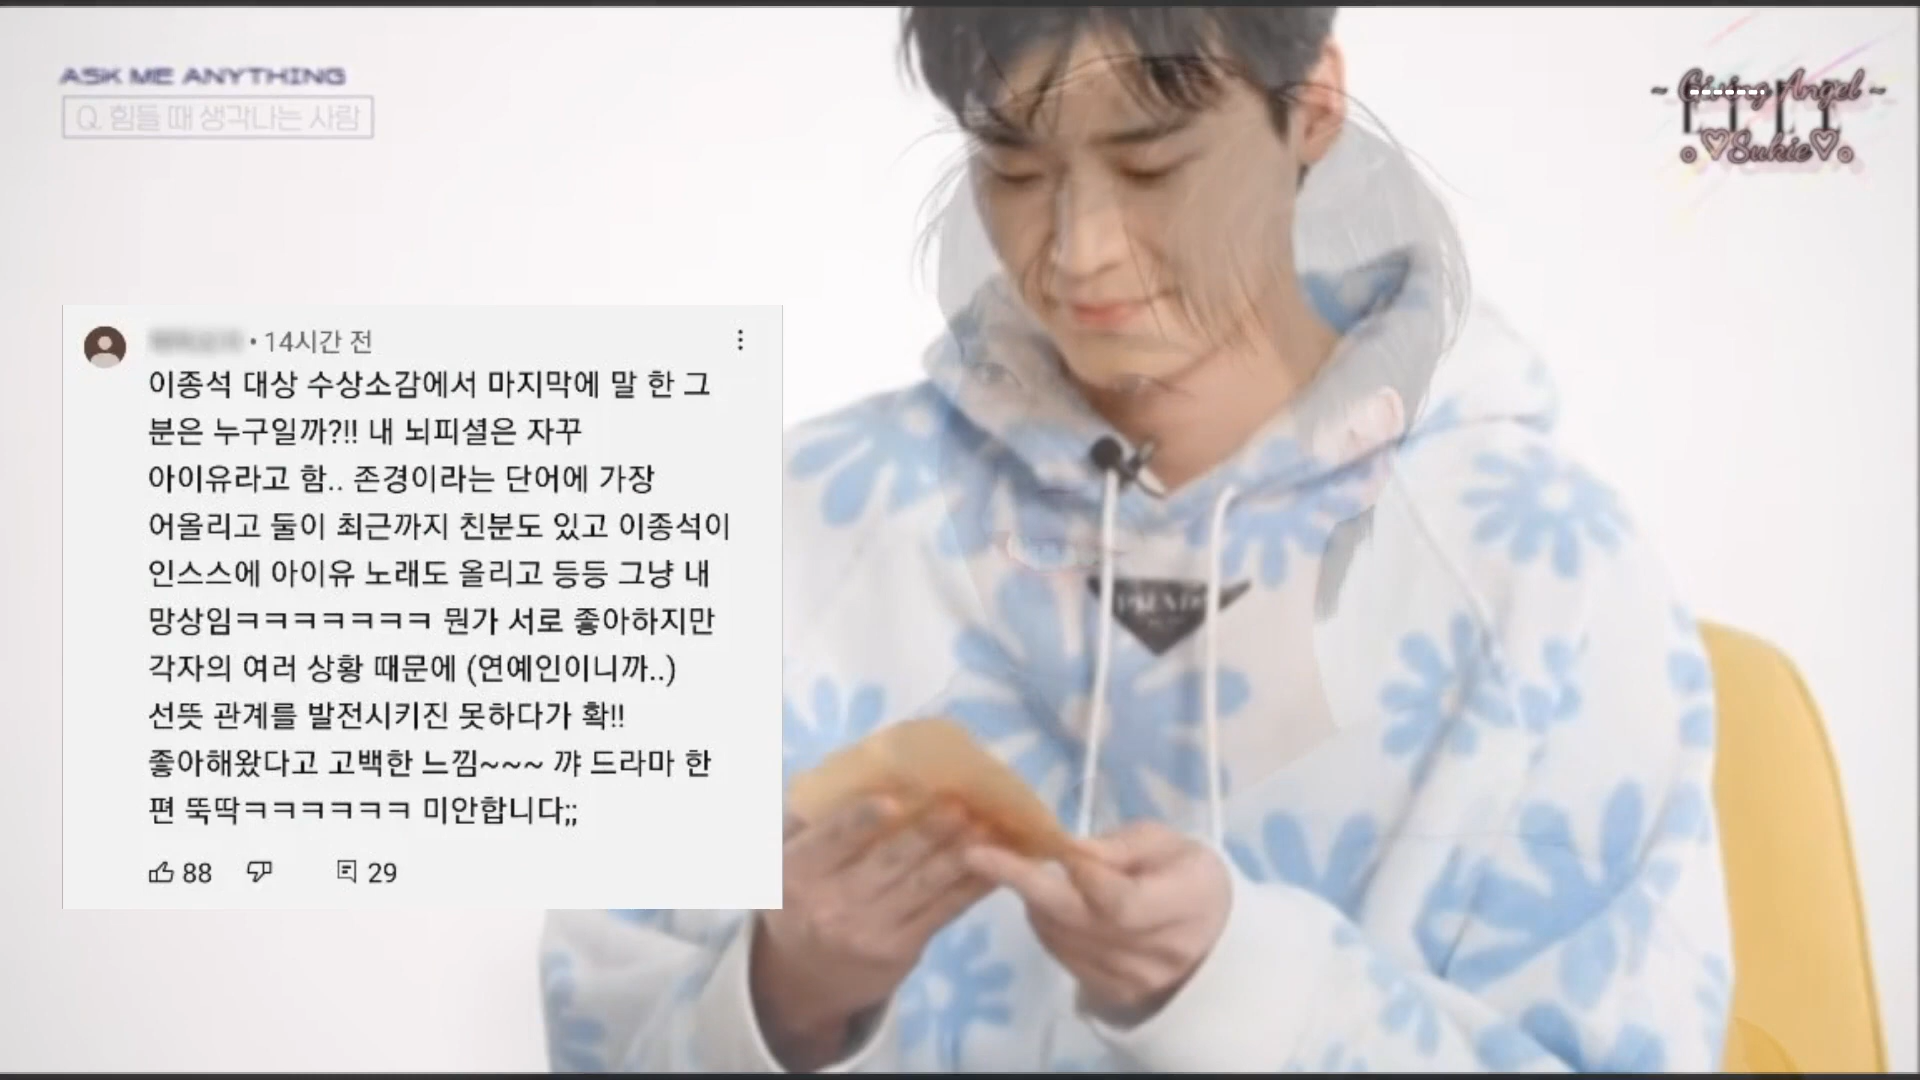 ASK ME ANYTHING
Q. 힘들 때 생각나는 사람
~ Giving Angel ~
♡Sukie♡
• 14시간 전
이종석 대상 수상소감에서 마지막에 말 한 그
분은 누구일까?!! 내 뇌피셜은 자꾸
아이유라고 함.. 존경이라는 단어에 가장
어올리고 둘이 최근까지 친분도 있고 이종석이
인스스에 아이유 노래도 올리고 등등 그냥 내
망상임ㅋㅋㅋㅋㅋㅋㅋ 뭔가 서로 좋아하지만
각자의 여러 상황 때문에 (연예인이니까..)
선뜻 관계를 발전시키진 못하다가 확!!
좋아해왔다고 고백한 느낌~~~ 꺄 드라마 한
편 뚝딱ㅋㅋㅋㅋㅋㅋ 미안합니다;;
88 29